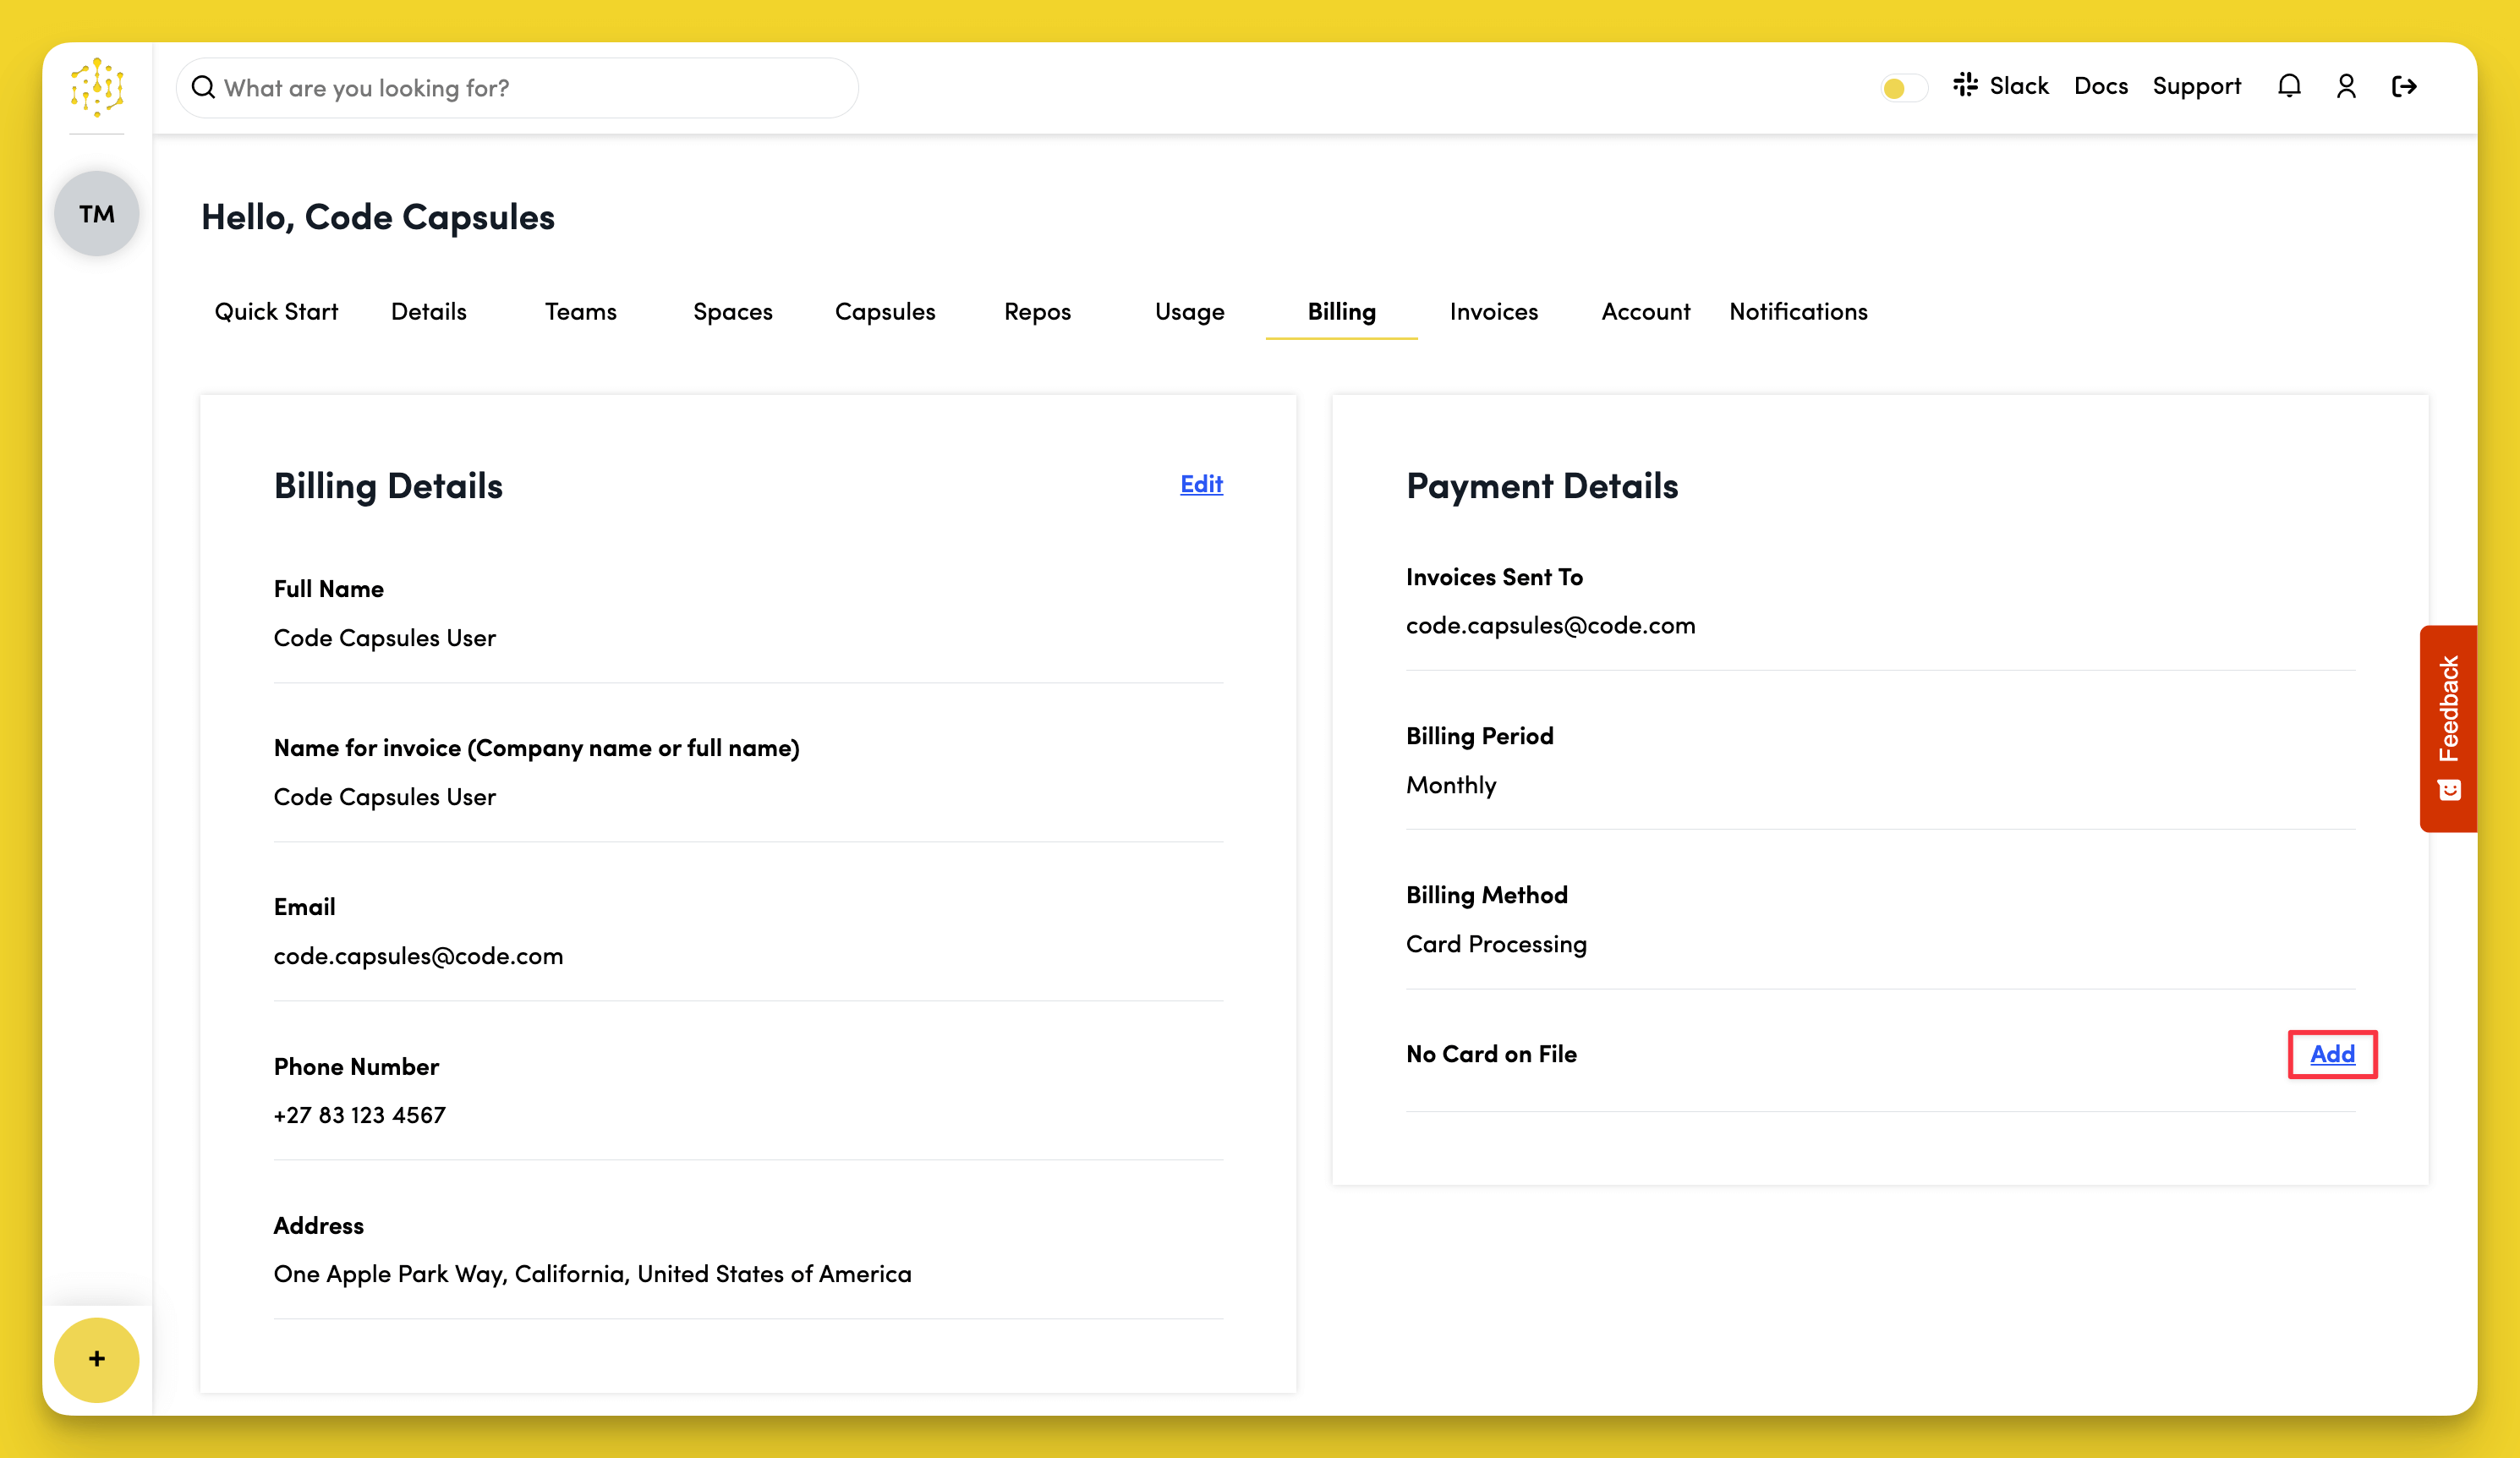 What are you looking for?
Slack Docs Support
TM
Hello, Code Capsules
Quick Start Details Teams Spaces Capsules Repos Usage Billing Invoices Account Notifications
Billing Details
Edit
Full Name
Code Capsules User
Name for invoice (Company name or full name)
Code Capsules User
Email
code.capsules@code.com
Phone Number
+27 83 123 4567
Address
One Apple Park Way, California, United States of America
Payment Details
Invoices Sent To
code.capsules@code.com
Billing Period
Monthly
Billing Method
Card Processing
No Card on File
Add
Feedback
+